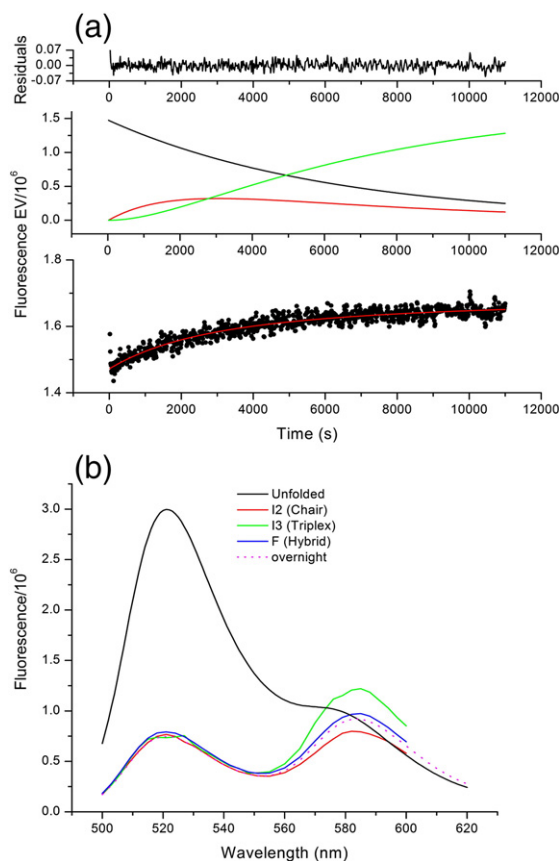 (a)
Residuals
0.07
0.00
-0.07
0 2000 4000 6000 8000 10000 12000
Fluorescence EV/10⁶
1.5
1.0
0.5
0.0
0 2000 4000 6000 8000 10000 12000
1.8
1.6
1.4
0 2000 4000 6000 8000 10000 12000
Time (s)
(b)
Unfolded
I2 (Chair)
I3 (Triplex)
F (Hybrid)
overnight
Fluorescence/10⁶
3.0
2.5
2.0
1.5
1.0
0.5
0.0
500 520 540 560 580 600 620
Wavelength (nm)